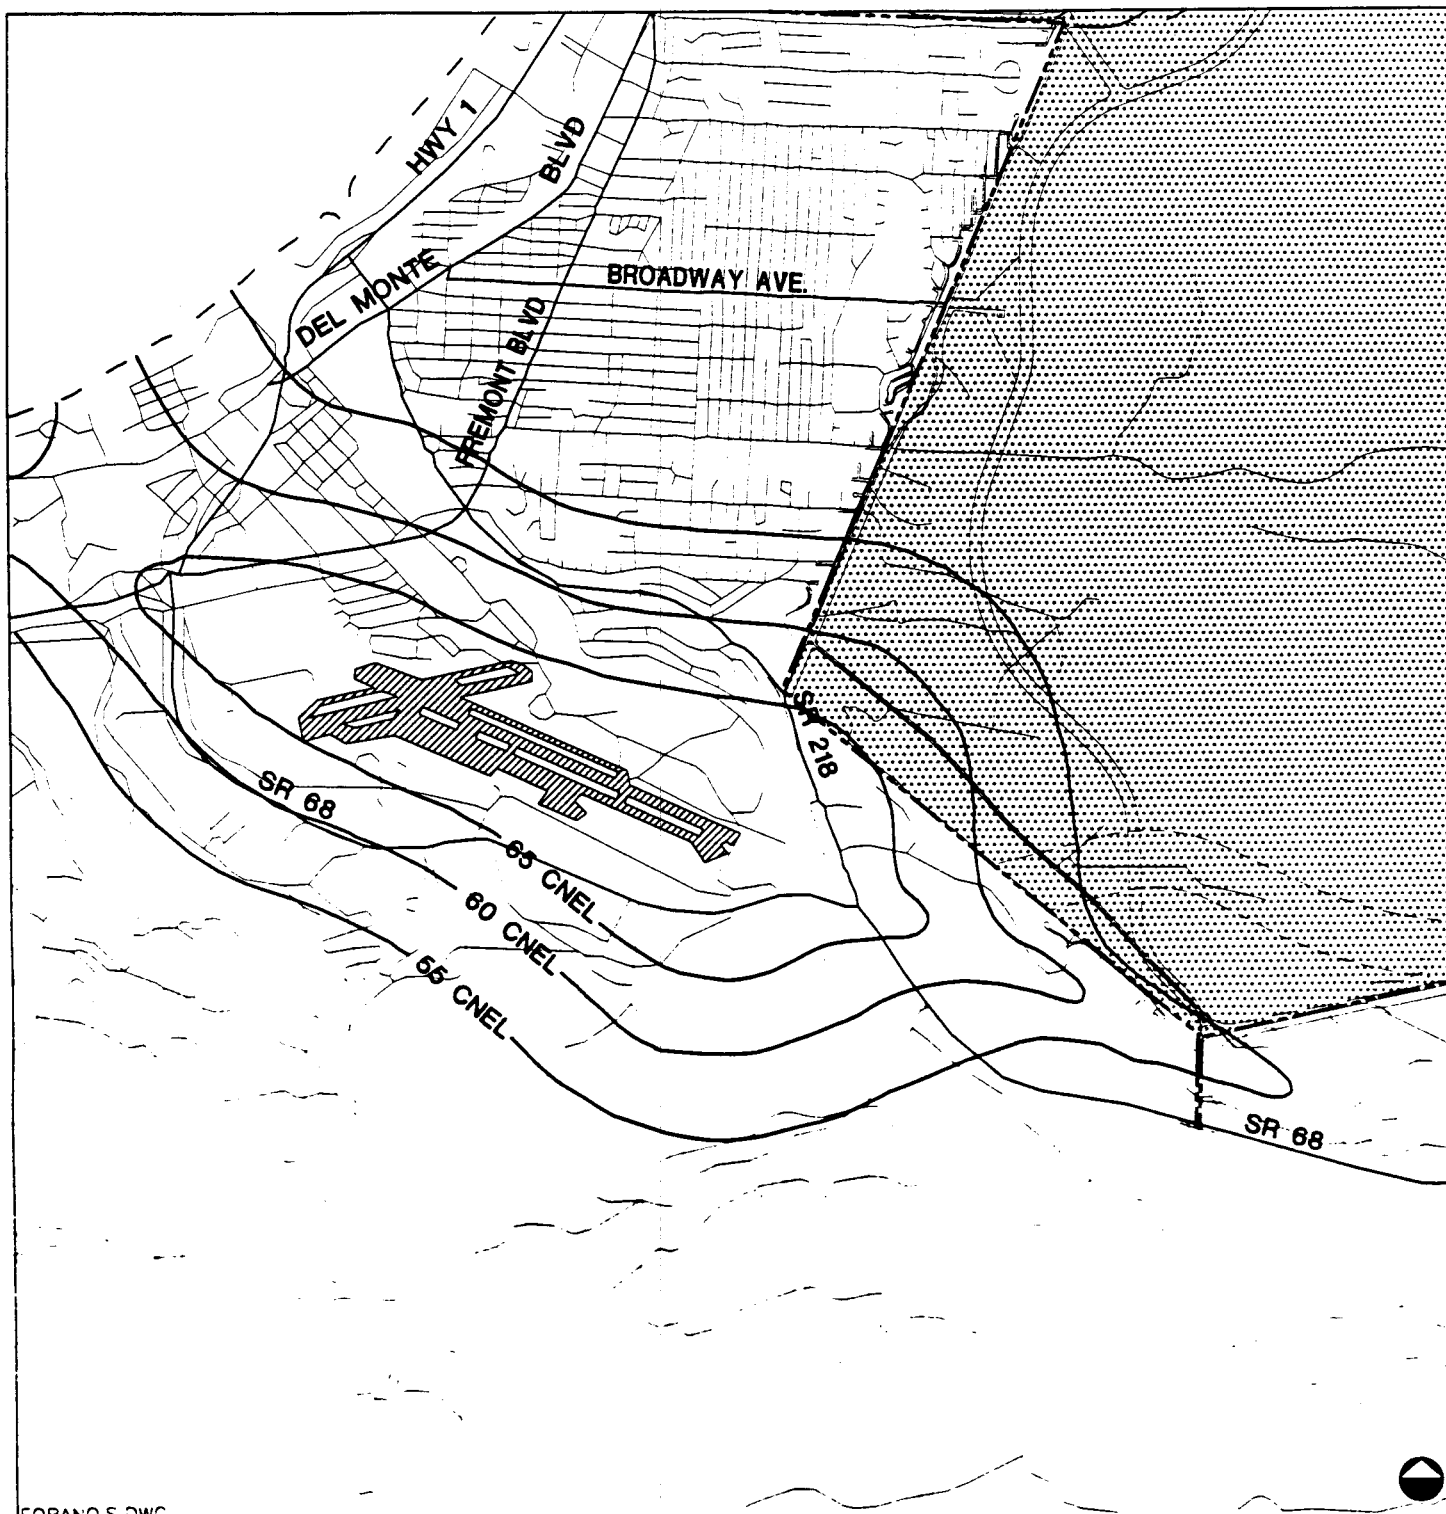 HWY 1
BLVD
DEL MONTE
BROADWAY AVE.
FREMONT BLVD
SR 218
SR 68
65 CNEL
60 CNEL
55 CNEL
SR 68